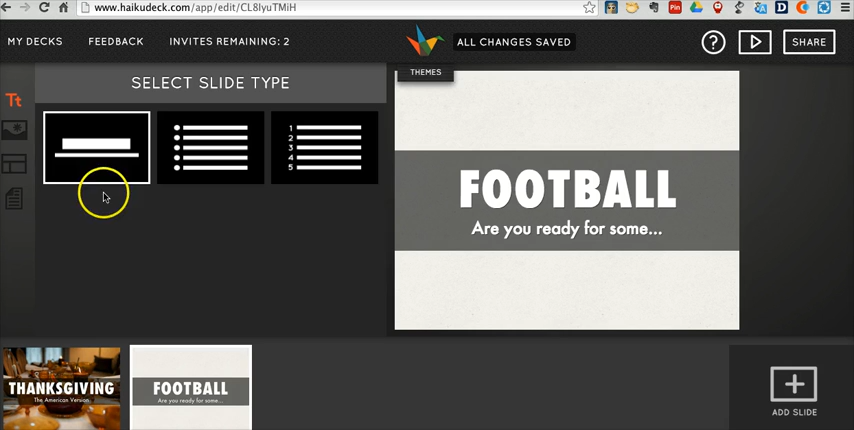 www.haikudeck.com/app/edit/CL8IyuTMiH
Pin
D
MY DECKS
FEEDBACK
INVITES REMAINING: 2
ALL CHANGES SAVED
?
SHARE
THEMES
Tt
SELECT SLIDE TYPE
1
2
3
4
5
FOOTBALL
Are you ready for some...
THANKSGIVING
The American Version
FOOTBALL
Are you ready for some...
ADD SLIDE